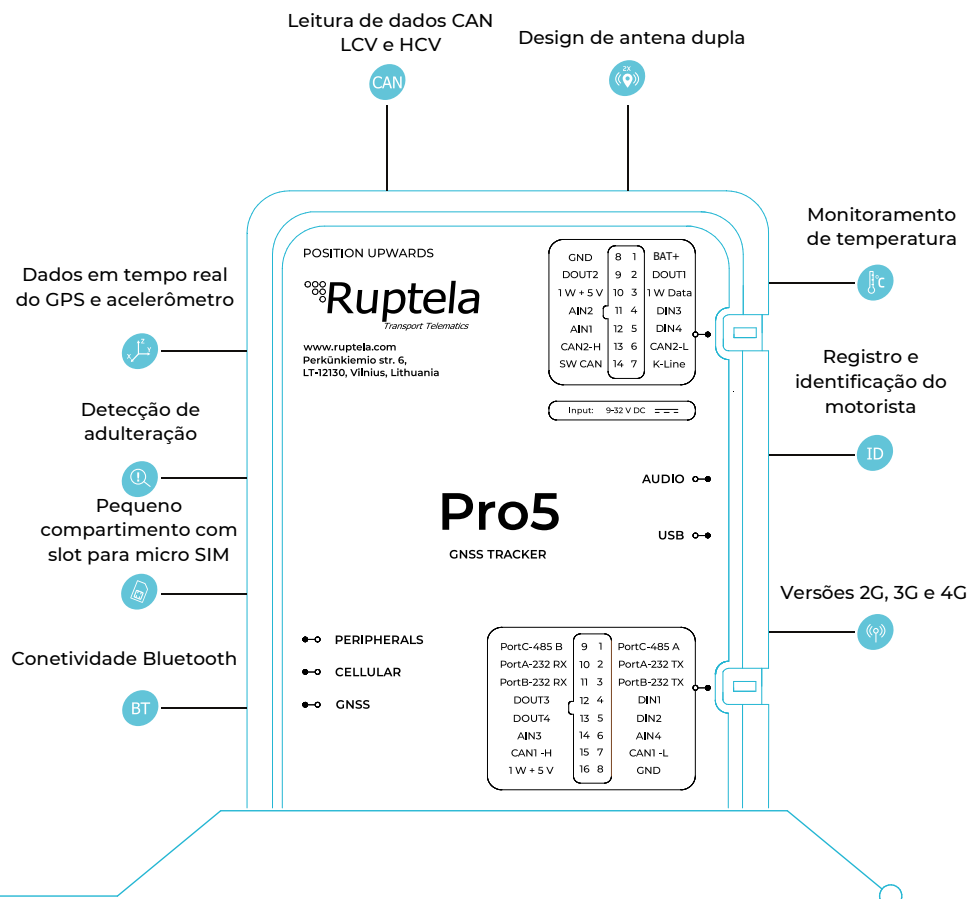 Leitura de dados CAN
LCV e HCV
CAN
Design de antena dupla
2X
Monitoramento
de temperatura
°C
Dados em tempo real
do GPS e acelerômetro
z
x
y
Registro e
identificação do
motorista
ID
Detecção de
adulteração
Pequeno
compartimento com
slot para micro SIM
Versões 2G, 3G e 4G
Conetividade Bluetooth
BT
POSITION UPWARDS
Ruptela
Transport Telematics
www.ruptela.com
Perkūnkiemio str. 6,
LT-12130, Vilnius, Lithuania
GND 8 1 BAT+
DOUT2 9 2 DOUT1
1 W + 5 V 10 3 1 W Data
AIN2 11 4 DIN3
AIN1 12 5 DIN4
CAN2-H 13 6 CAN2-L
SW CAN 14 7 K-Line
Input: 9-32 V DC
AUDIO
USB
Pro5
GNSS TRACKER
PERIPHERALS
CELLULAR
GNSS
PortC-485 B 9 1 PortC-485 A
PortA-232 RX 10 2 PortA-232 TX
PortB-232 RX 11 3 PortB-232 TX
DOUT3 12 4 DIN1
DOUT4 13 5 DIN2
AIN3 14 6 AIN4
CAN1 -H 15 7 CAN1 -L
1 W + 5 V 16 8 GND